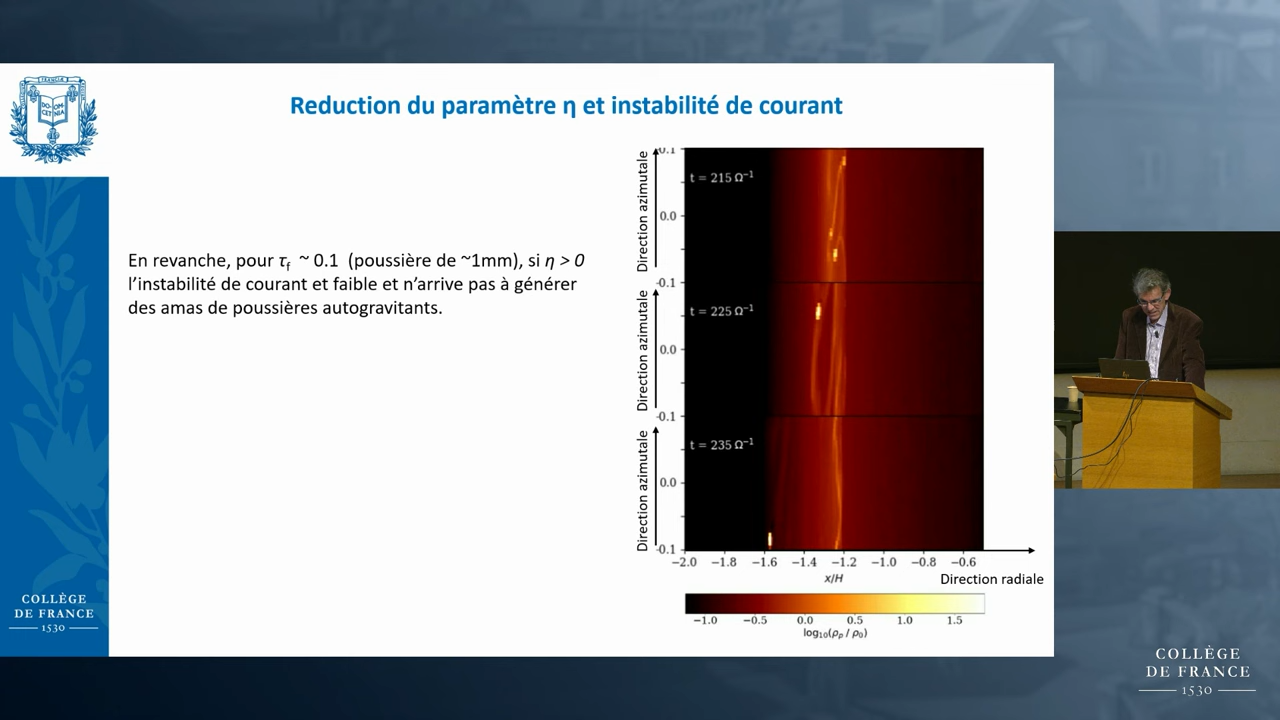 Reduction du paramètre η et instabilité de courant
En revanche, pour τf ~ 0.1 (poussière de ~1mm), si η > 0
l'instabilité de courant et faible et n'arrive pas à générer
des amas de poussières autogravitants.
Direction azimutale
0.1
t = 215 Ω⁻¹
0.0
-0.1
Direction azimutale
t = 225 Ω⁻¹
0.0
-0.1
Direction azimutale
t = 235 Ω⁻¹
0.0
-0.1
−2.0 −1.8 −1.6 −1.4 −1.2 −1.0 −0.8 −0.6
x/H
Direction radiale
−1.0 −0.5 0.0 0.5 1.0 1.5
log₁₀(ρp / ρ0)
COLLÈGE
DE FRANCE
1530
COLLÈGE
DE FRANCE
1530